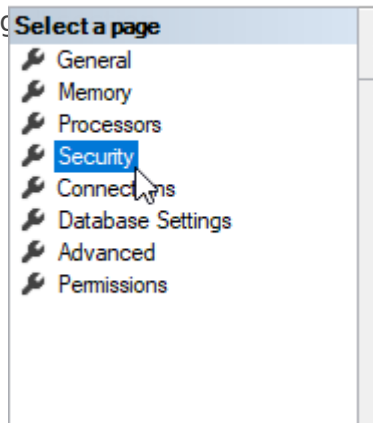 Select a page
General
Memory
Processors
Security
Connections
Database Settings
Advanced
Permissions